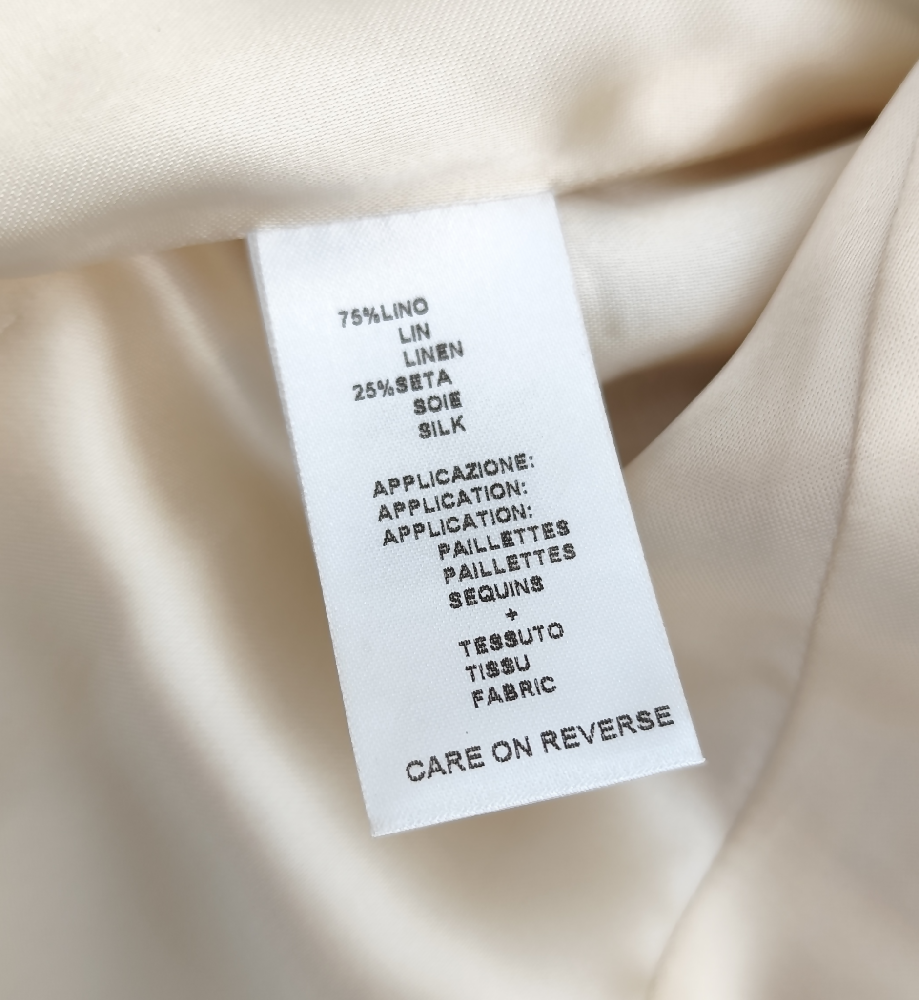 75%LINO
LIN
LINEN
25%SETA
SOIE
SILK
APPLICAZIONE:
APPLICATION:
APPLICATION:
PAILLETTES
PAILLETTES
SEQUINS
+
TESSUTO
TISSU
FABRIC
CARE ON REVERSE